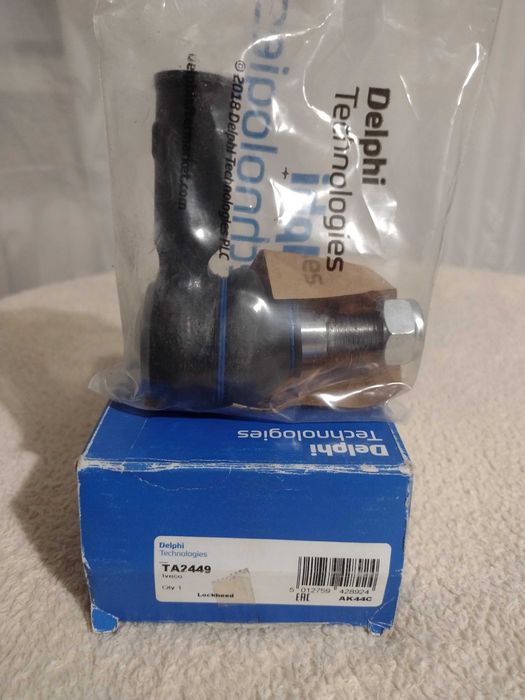 Delphi
Technologies
© 2018 Delphi Technologies PLC
Delphi
Technologies
Delphi
Technologies
TA2449
Iveco
Qty 1
Lockheed
5 012759 428924
EAC
AK44C